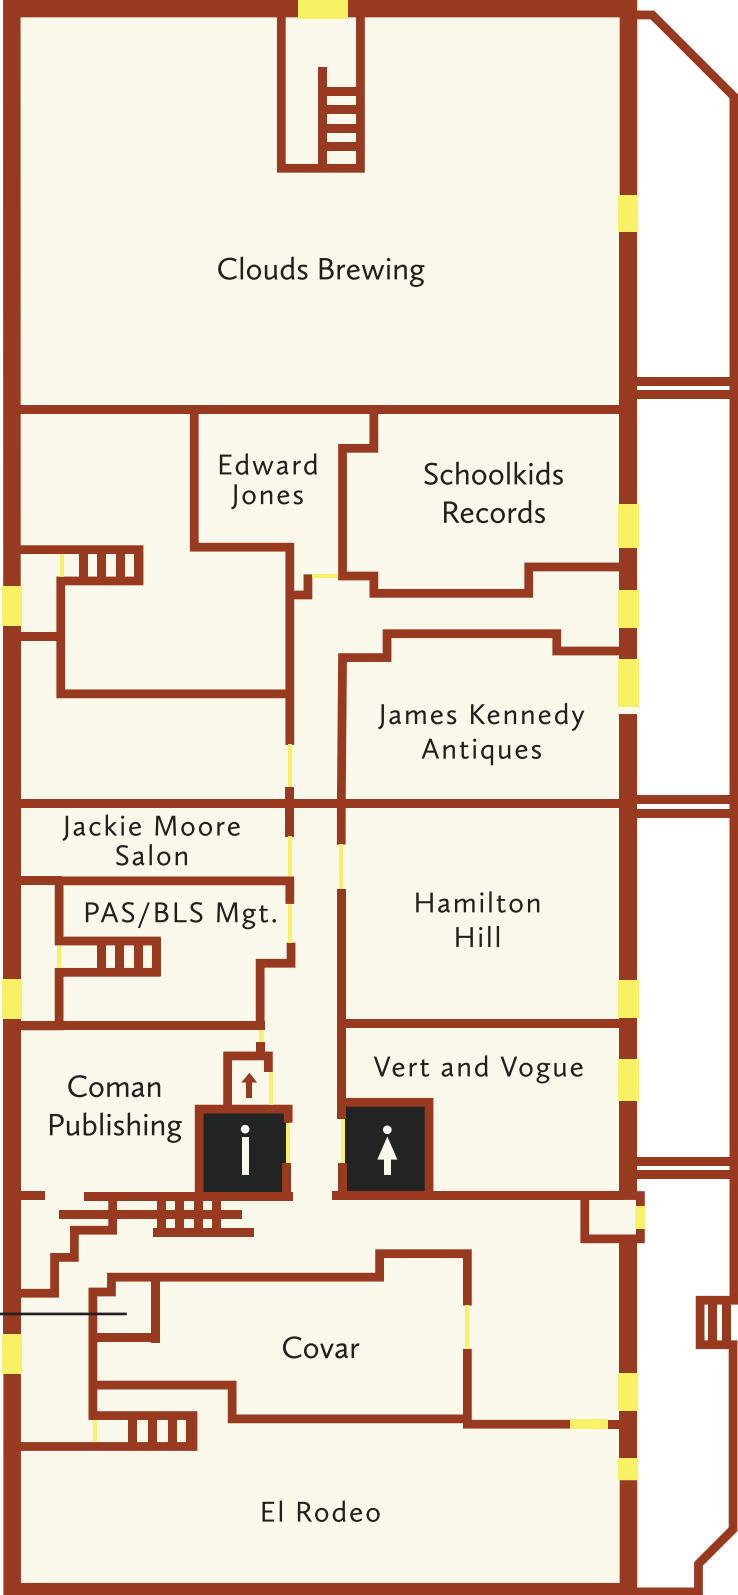 Clouds Brewing
Edward
Jones
Schoolkids
Records
James Kennedy
Antiques
Jackie Moore
Salon
PAS/BLS Mgt.
Hamilton
Hill
Coman
Publishing
Vert and Vogue
Covar
El Rodeo